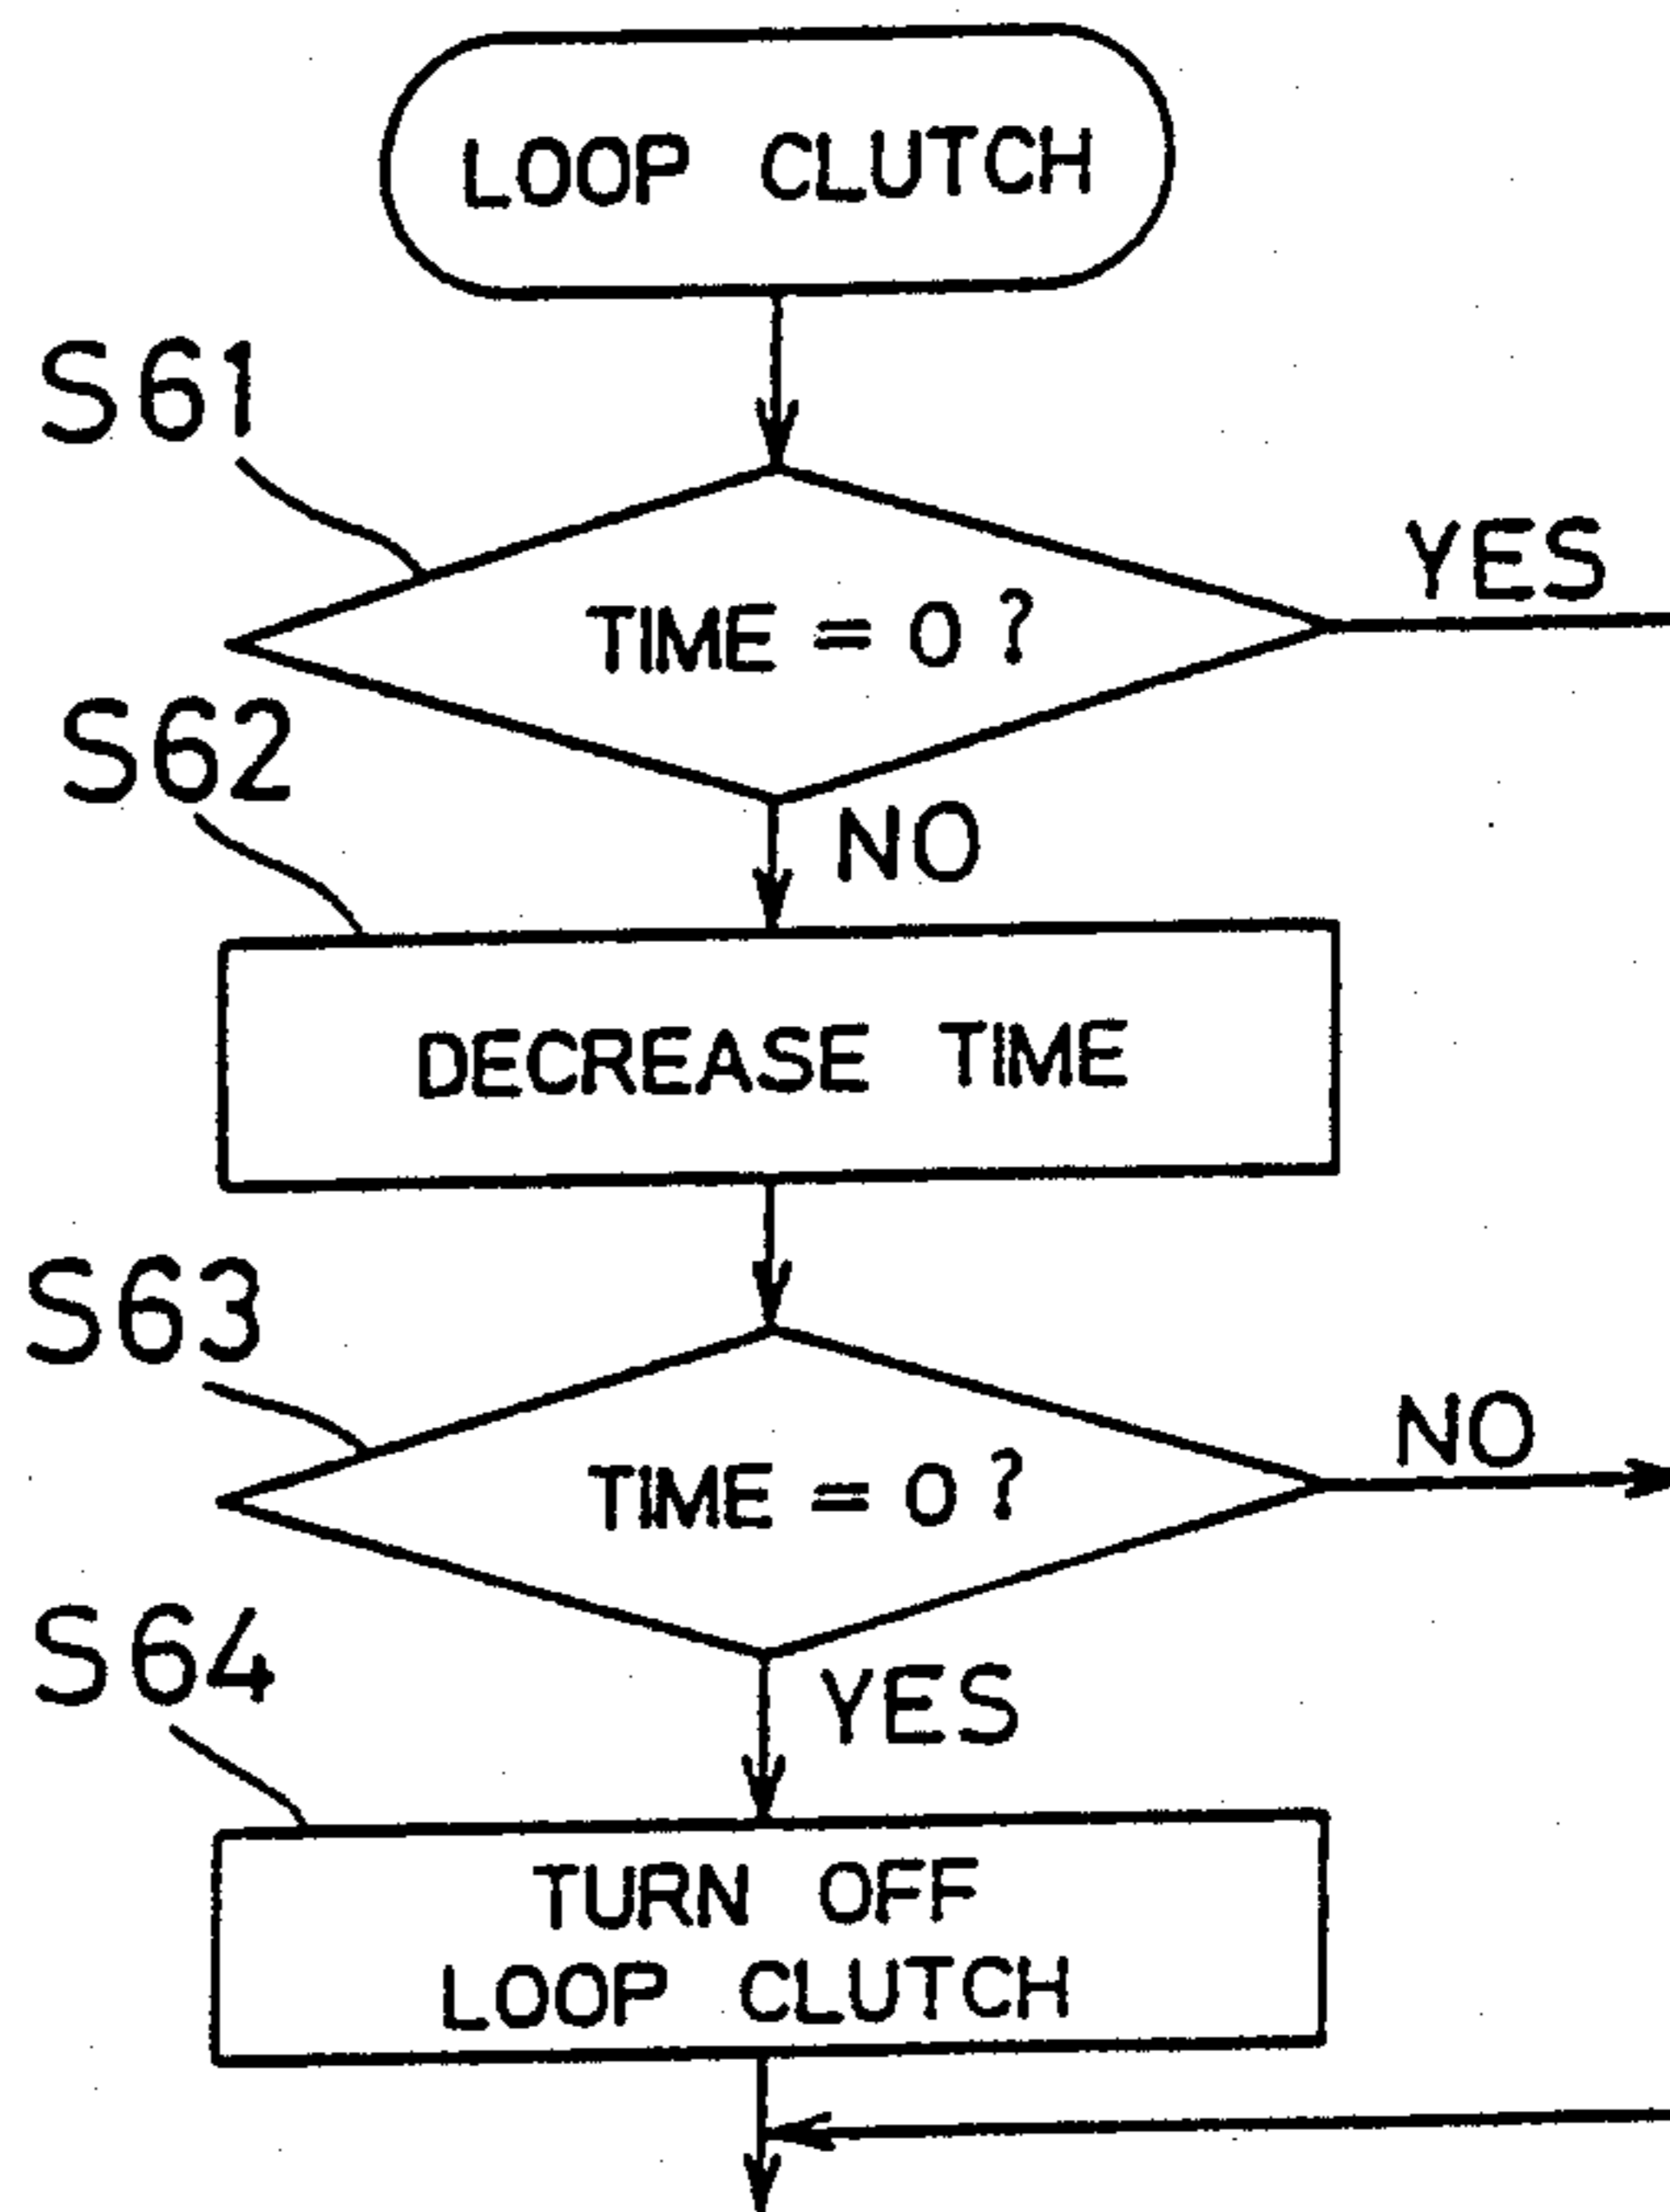 LOOP CLUTCH
S61
TIME = 0 ?
YES
S62
NO
DECREASE TIME
S63
TIME = 0 ?
NO
S64
YES
TURN OFF
LOOP CLUTCH